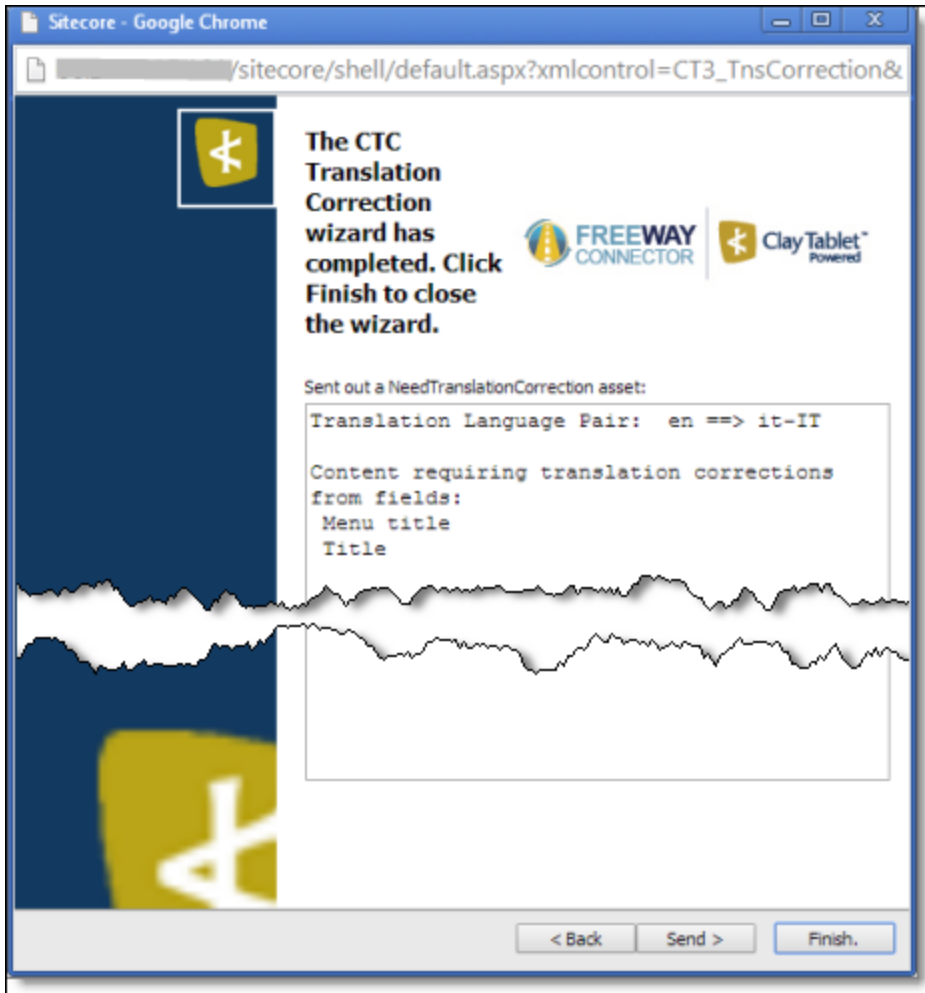 Sitecore - Google Chrome
/sitecore/shell/default.aspx?xmlcontrol=CT3_TnsCorrection&
The CTC
Translation
Correction
wizard has
completed. Click
Finish to close
the wizard.
FREEWAY
CONNECTOR
Clay Tablet™
Powered
Sent out a NeedTranslationCorrection asset:
Translation Language Pair:  en ==> it-IT
Content requiring translation corrections
from fields:
Menu title
Title
< Back
Send >
Finish.